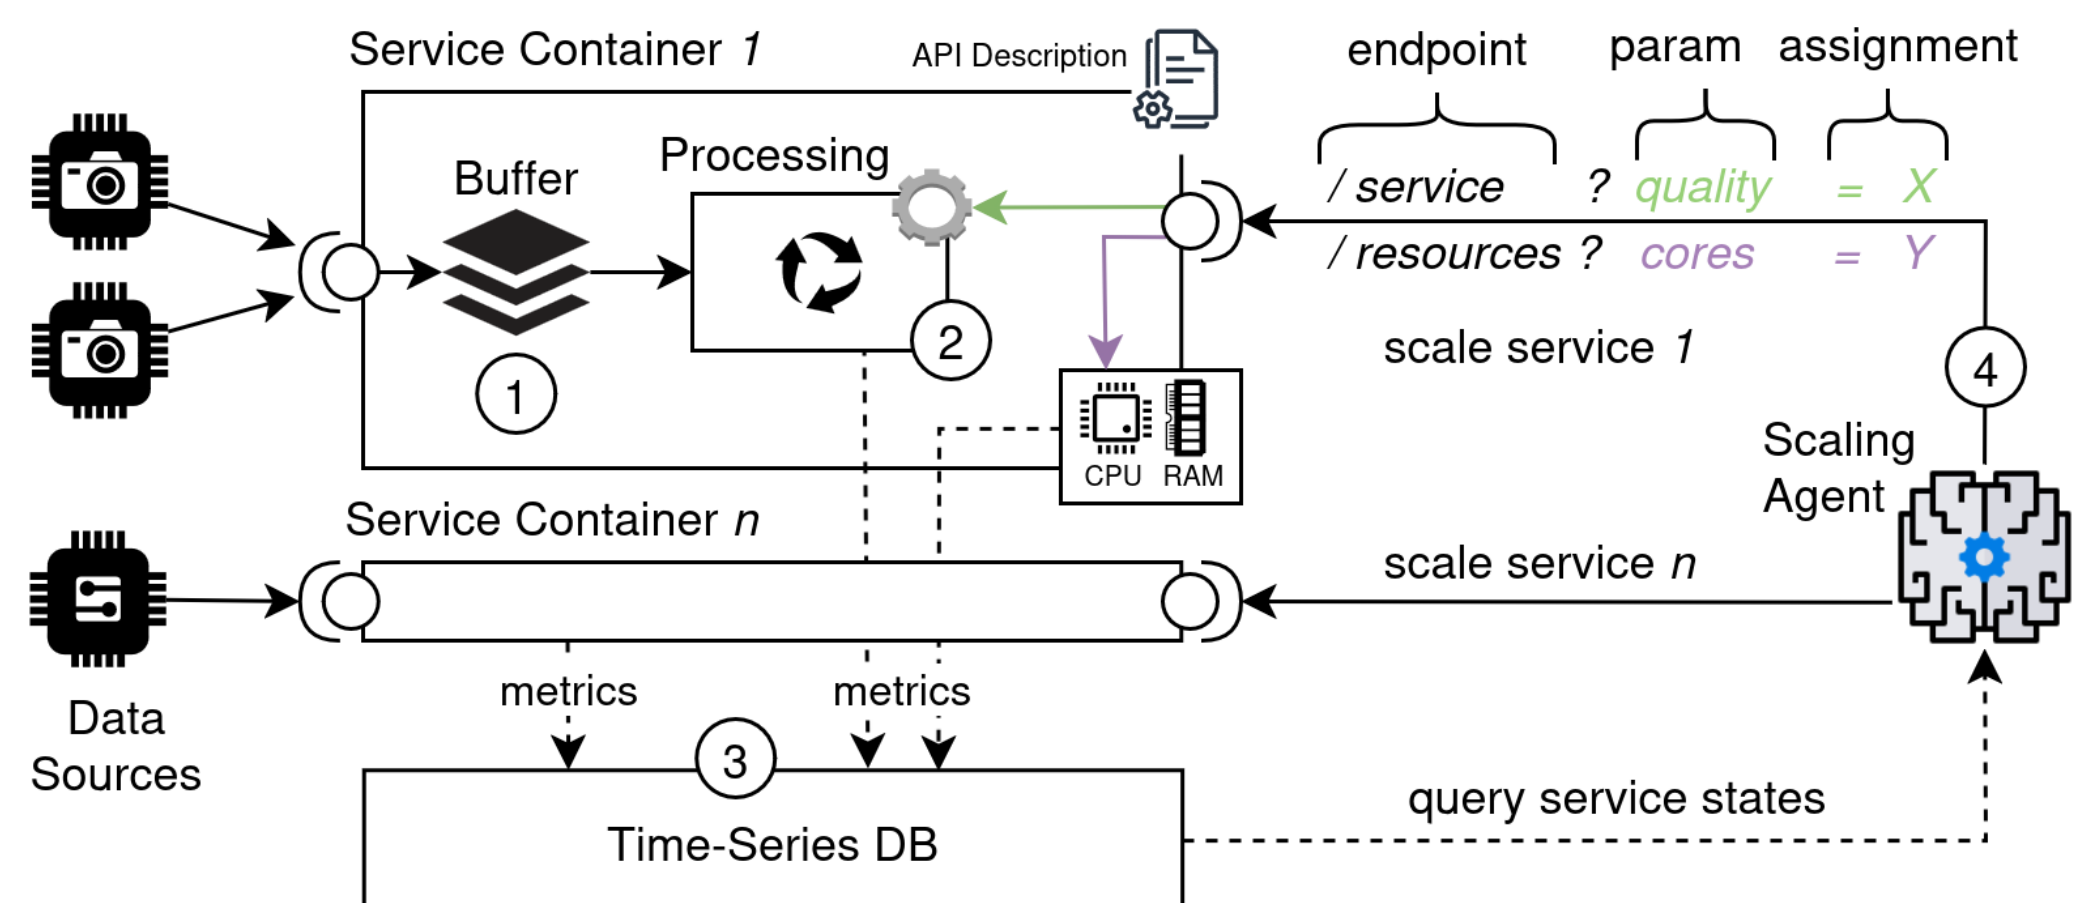 Service Container 1
API Description
endpoint
param
assignment
Processing
Buffer
/ service ? quality = X
/ resources ? cores = Y
2
1
scale service 1
4
CPU RAM
Scaling
Agent
Service Container n
scale service n
metrics
metrics
Data
Sources
3
Time-Series DB
query service states